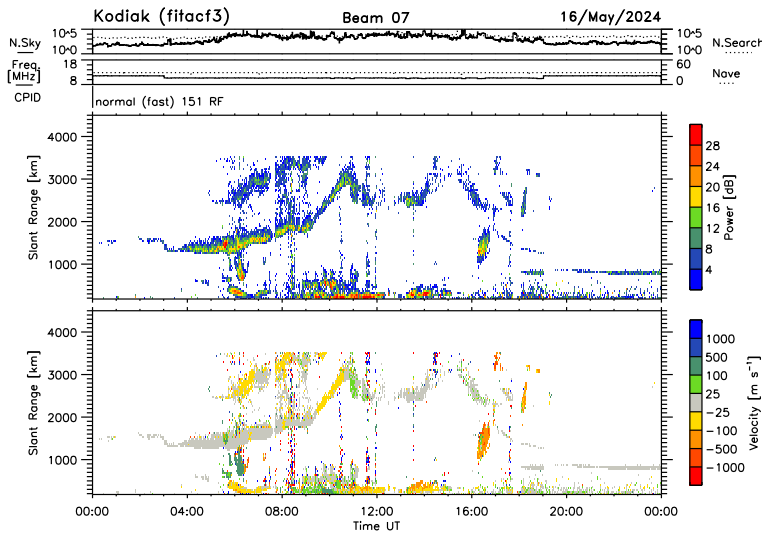 Kodiak (fitacf3) Beam 07 16/May/2024
10^5 10^5
N.Sky N.Search
10^0 10^0
Freq. 18 60
[MHz] Nave
8 0
CPID normal (fast) 151 RF
4000
3000
2000
1000
Slant Range [km]
28
24
20
16
12
8
4
Power [dB]
4000
3000
2000
1000
Slant Range [km]
1000
500
100
25
-25
-100
-500
-1000
Velocity [m s⁻¹]
00:00 04:00 08:00 12:00 16:00 20:00 00:00
Time UT